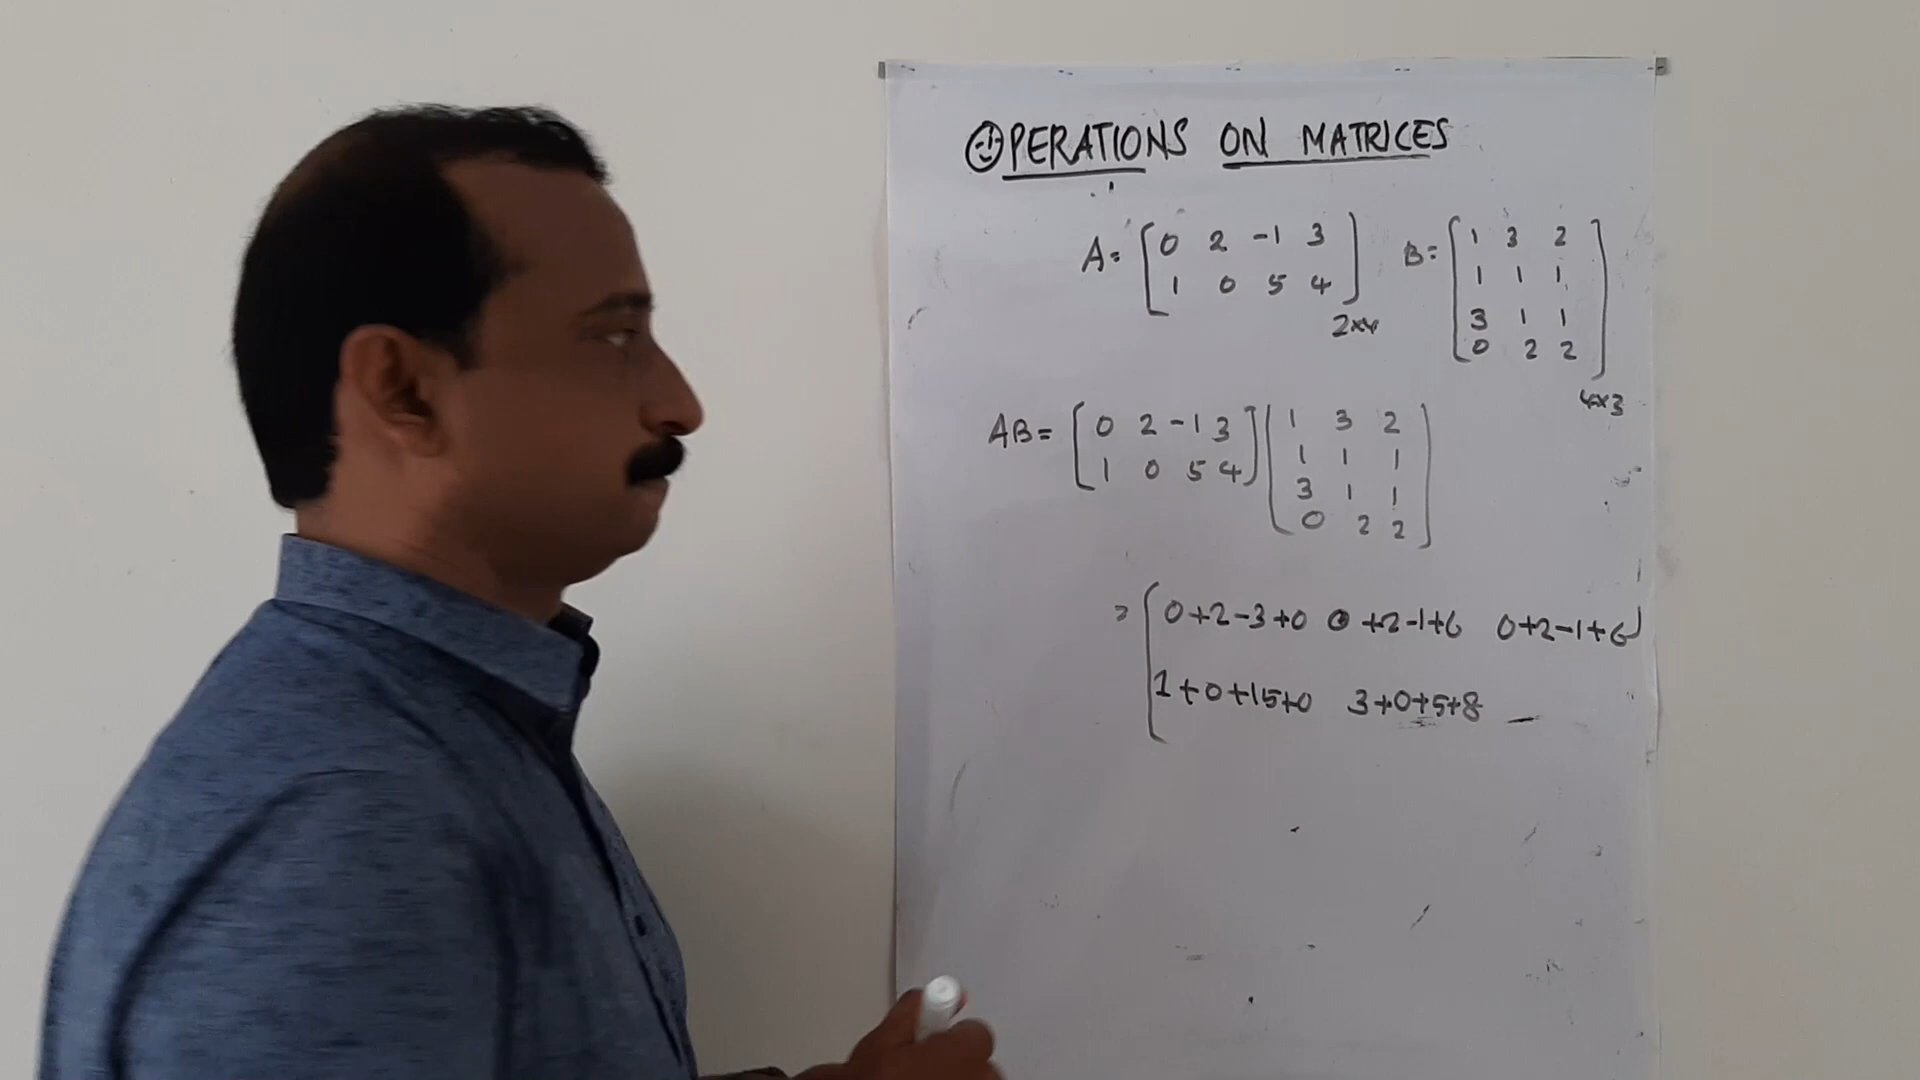 OPERATIONS ON MATRICES
A= [0 2 -1 3 B= [1 3 2
1 0 5 4] 1 1 1
2x4 3 1 1
0 2 2]
4x3
AB= [0 2 -1 3 [1 3 2
1 0 5 4] 1 1 1
3 1 1
0 2 2]
= [0+2-3+0 0+2-1+6 0+2-1+6
1+0+15+0 3+0+5+8 _